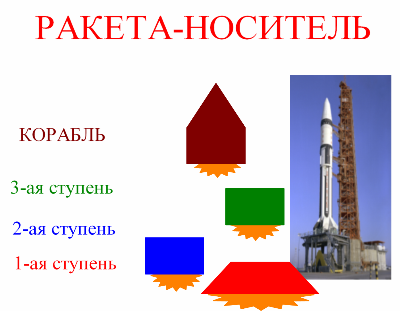 РАКЕТА-НОСИТЕЛЬ
КОРАБЛЬ
3-ая ступень
2-ая ступень
1-ая ступень